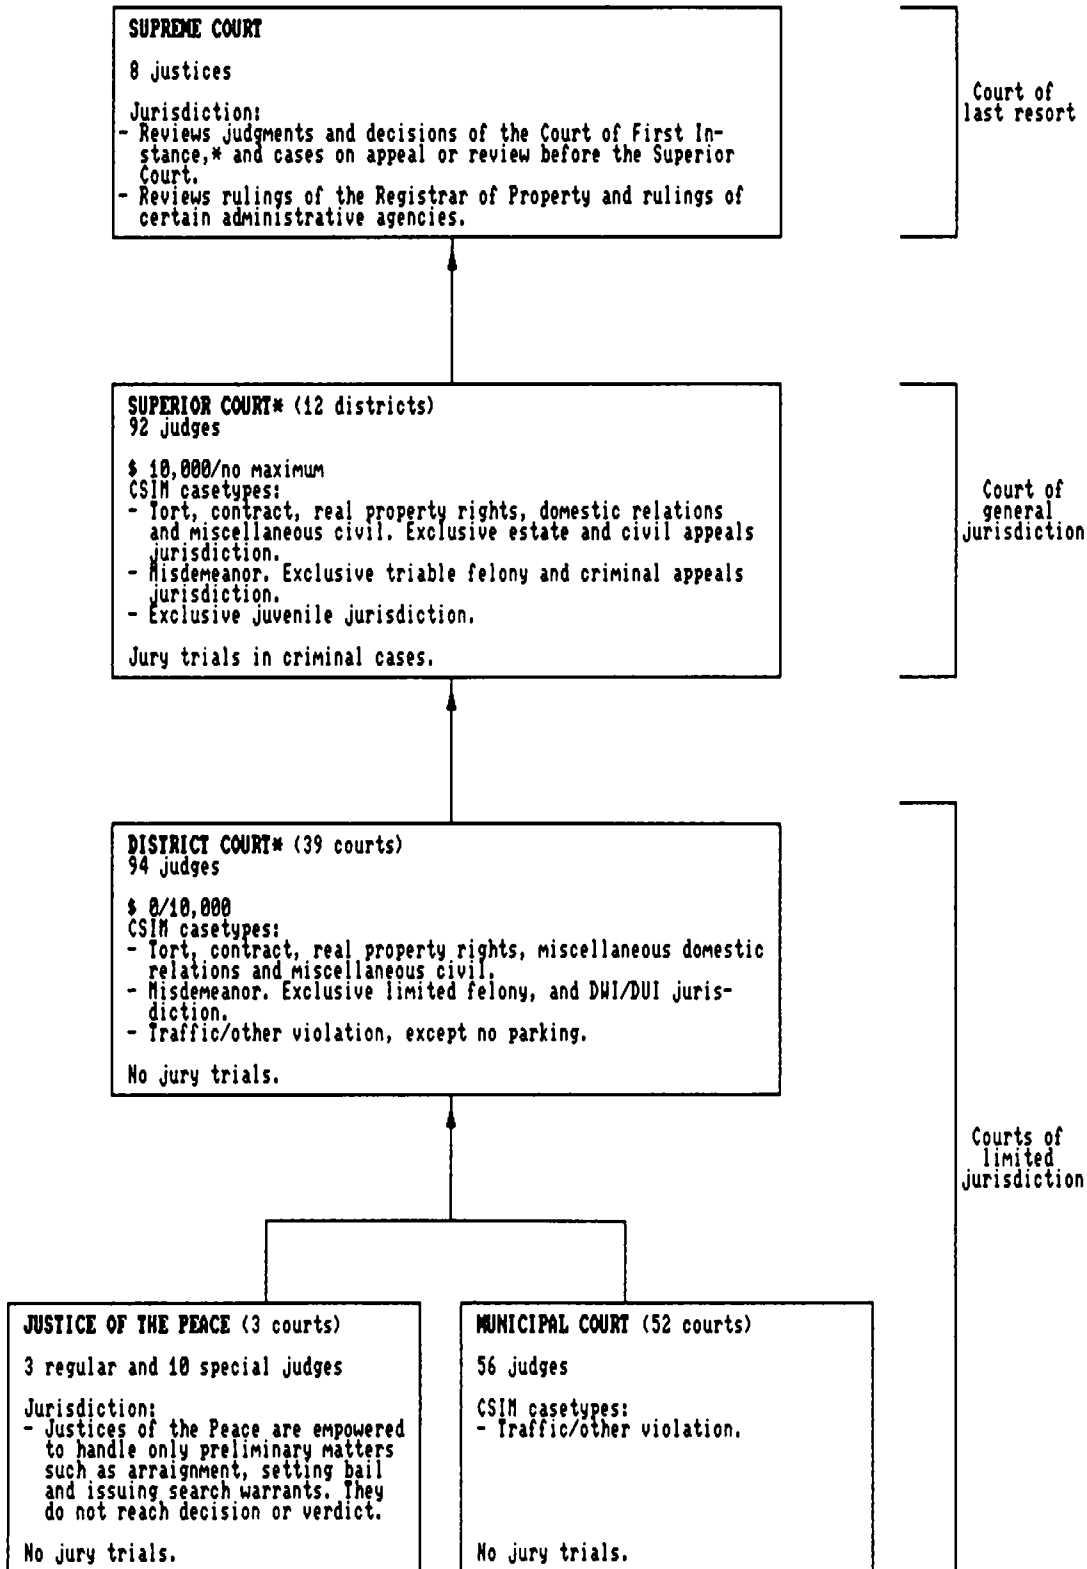 SUPREME COURT
8 justices
Jurisdiction:
- Reviews judgments and decisions of the Court of First In-
stance,* and cases on appeal or review before the Superior
Court.
- Reviews rulings of the Registrar of Property and rulings of
certain administrative agencies.
Court of
last resort
SUPERIOR COURT* (12 districts)
92 judges
$ 10,000/no maximum
CSIM casetypes:
- Tort, contract, real property rights, domestic relations
and miscellaneous civil. Exclusive estate and civil appeals
jurisdiction.
- Misdemeanor. Exclusive triable felony and criminal appeals
jurisdiction.
- Exclusive juvenile jurisdiction.
Jury trials in criminal cases.
Court of
general
jurisdiction
DISTRICT COURT* (39 courts)
94 judges
$ 0/10,000
CSIM casetypes:
- Tort, contract, real property rights, miscellaneous domestic
relations and miscellaneous civil.
- Misdemeanor. Exclusive limited felony, and DWI/DUI juris-
diction.
- Traffic/other violation, except no parking.
No jury trials.
Courts of
limited
jurisdiction
JUSTICE OF THE PEACE (3 courts)
3 regular and 10 special judges
Jurisdiction:
- Justices of the Peace are empowered
to handle only preliminary matters
such as arraignment, setting bail
and issuing search warrants. They
do not reach decision or verdict.
No jury trials.
MUNICIPAL COURT (52 courts)
56 judges
CSIM casetypes:
- Traffic/other violation.
No jury trials.